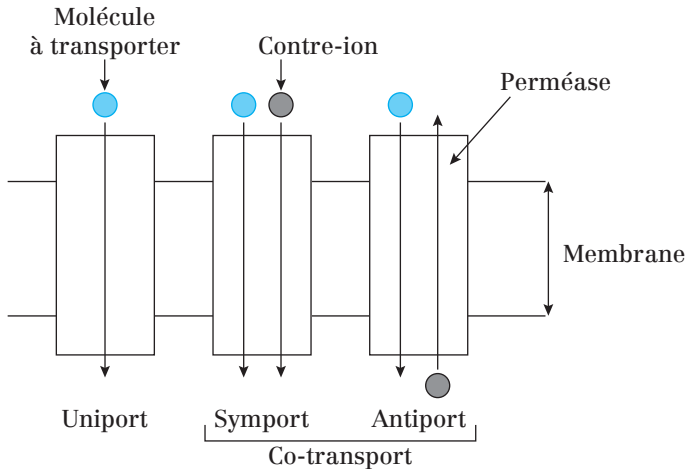 Molécule
à transporter
Contre-ion
Perméase
Membrane
Uniport
Symport
Antiport
Co-transport